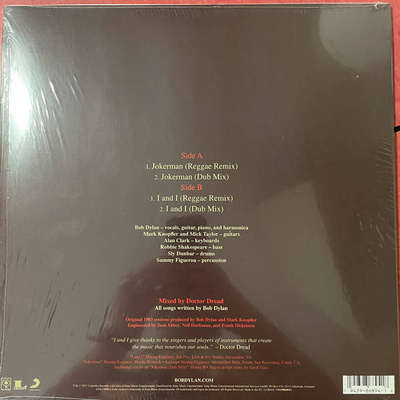 Side A
1. Jokerman (Reggae Remix)
2. Jokerman (Dub Mix)
Side B
1. I and I (Reggae Remix)
2. I and I (Dub Mix)
Bob Dylan – vocals, guitar, piano, and harmonica
Mark Knopfler and Mick Taylor – guitars
Alan Clark – keyboards
Robbie Shakespeare – bass
Sly Dunbar – drums
Sammy Figueroa – percussion
Mixed by Doctor Dread
All songs written by Bob Dylan
Original 1983 sessions produced by Bob Dylan and Mark Knopfler
Engineered by Josh Abbey, Neil Dorfsman, and Frank Dickinson
"I and I give thanks to the singers and players of instruments that create
the music that nourishes our souls." – Doctor Dread
BOBDYLAN.COM